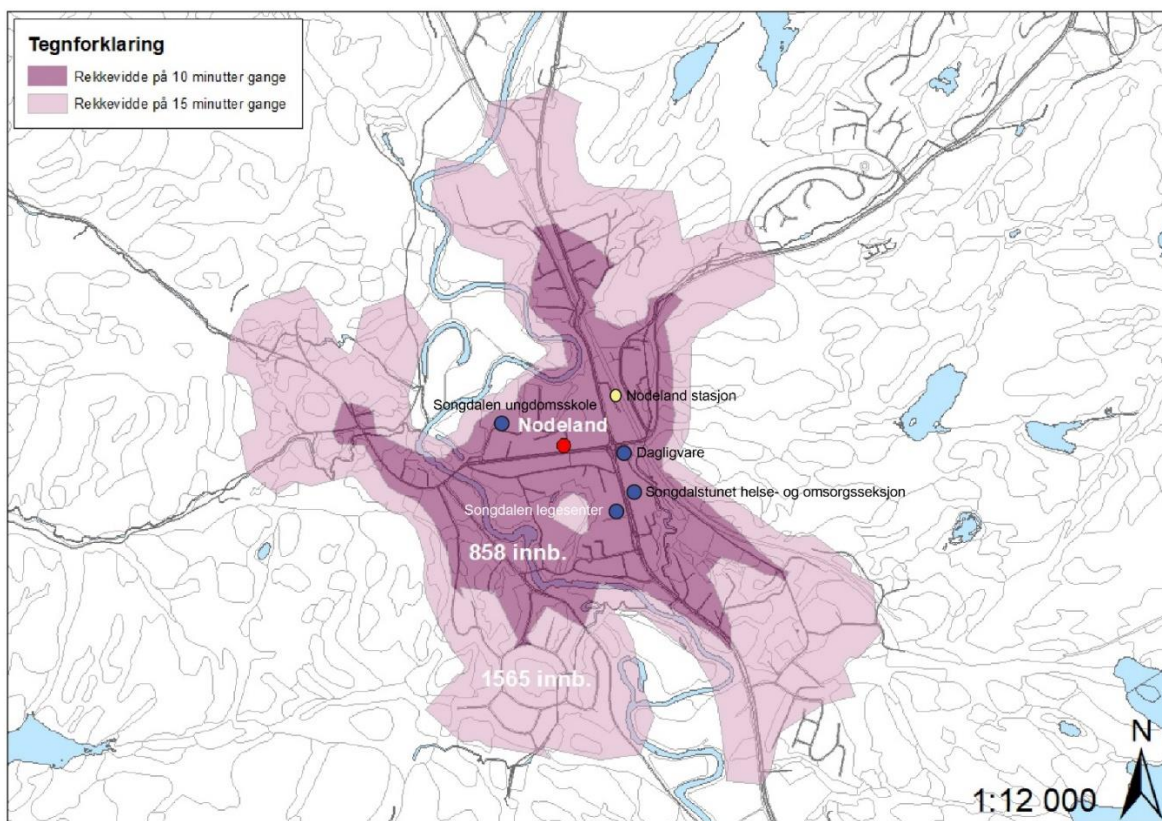 Tegnforklaring
Rekkevidde på 10 minutter gange
Rekkevidde på 15 minutter gange
Nodeland stasjon
Songdalen ungdomsskole
Nodeland
Dagligvare
Songdalstunet helse- og omsorgsseksjon
Songdalen legesenter
858 innb.
1565 innb.
N
1:12 000